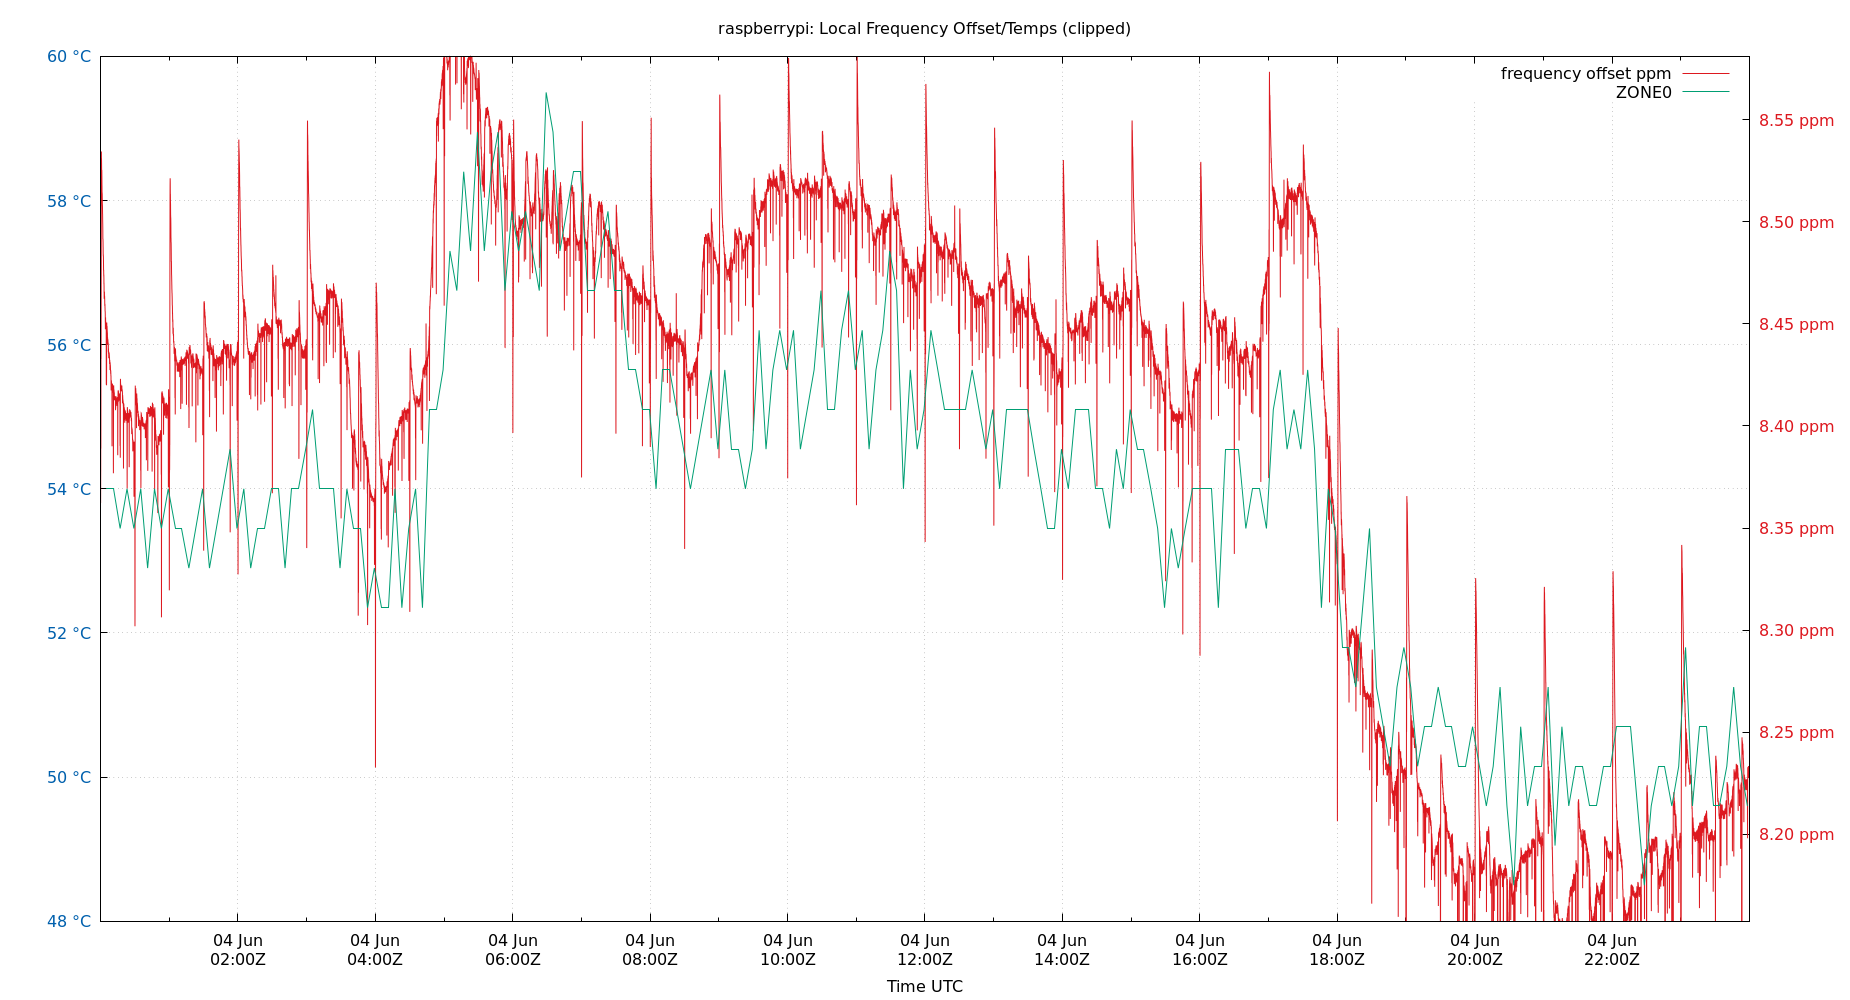 raspberrypi: Local Frequency Offset/Temps (clipped)
frequency offset ppm
ZONE0
60 °C
58 °C
56 °C
54 °C
52 °C
50 °C
48 °C
8.55 ppm
8.50 ppm
8.45 ppm
8.40 ppm
8.35 ppm
8.30 ppm
8.25 ppm
8.20 ppm
04 Jun 04 Jun 04 Jun 04 Jun 04 Jun 04 Jun 04 Jun 04 Jun 04 Jun 04 Jun 04 Jun
02:00Z 04:00Z 06:00Z 08:00Z 10:00Z 12:00Z 14:00Z 16:00Z 18:00Z 20:00Z 22:00Z
Time UTC